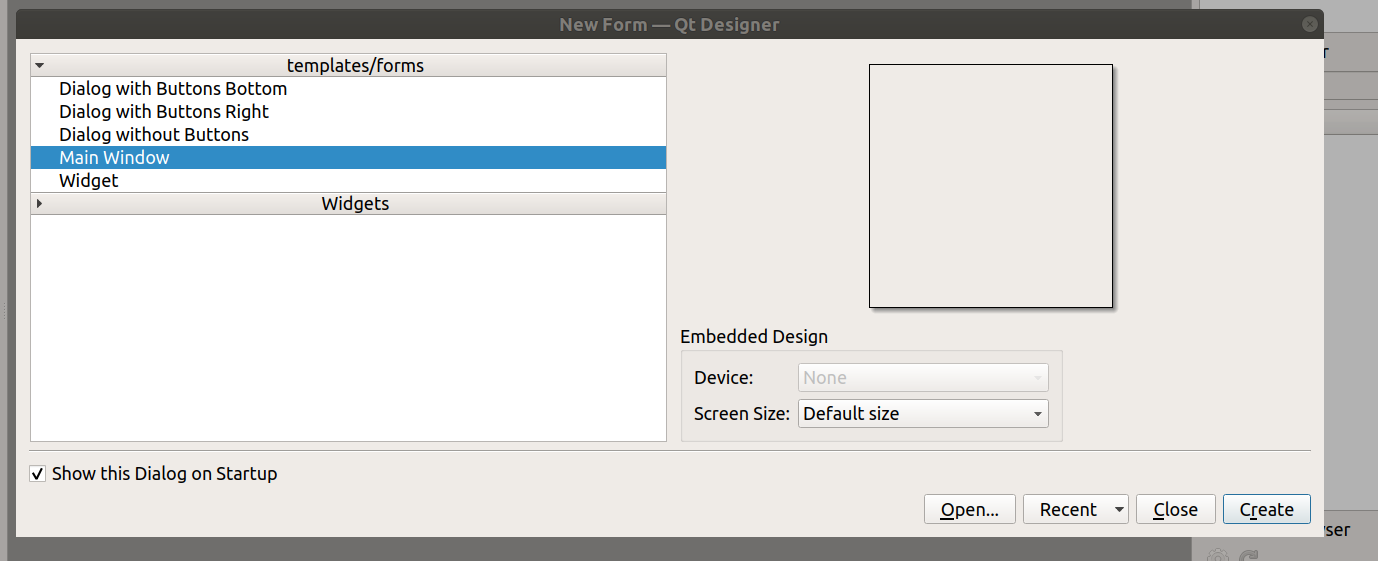 New Form — Qt Designer
templates/forms
Dialog with Buttons Bottom
Dialog with Buttons Right
Dialog without Buttons
Main Window
Widget
Widgets
Embedded Design
Device: None
Screen Size: Default size
Show this Dialog on Startup
Open... Recent Close Create